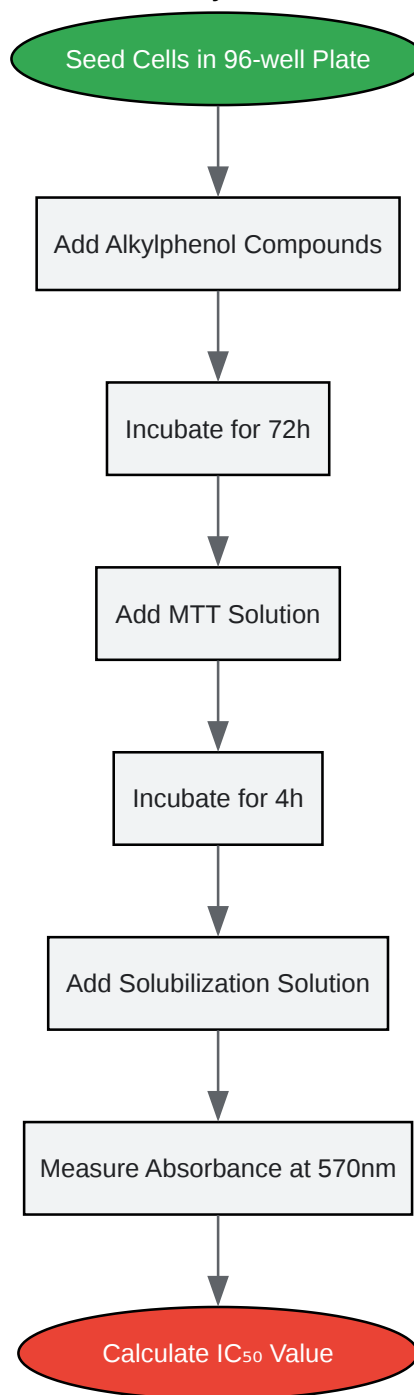 Seed Cells in 96-well Plate
Add Alkylphenol Compounds
Incubate for 72h
Add MTT Solution
Incubate for 4h
Add Solubilization Solution
Measure Absorbance at 570nm
Calculate IC₅₀ Value